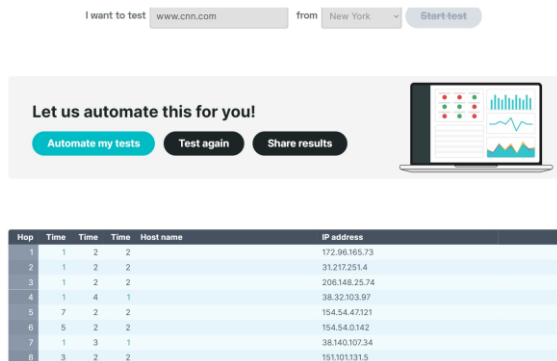 I want to test www.cnn.com from New York Start test
Let us automate this for you!
Automate my tests Test again Share results
Hop Time Time Time Host name IP address
1 1 2 2 172.96.165.73
2 1 2 2 31.217.251.4
3 1 2 2 206.148.25.74
4 1 4 1 38.32.103.97
5 7 2 2 154.54.47.121
6 5 2 2 154.54.0.142
7 1 3 1 38.140.107.34
8 3 2 2 151.101.131.5